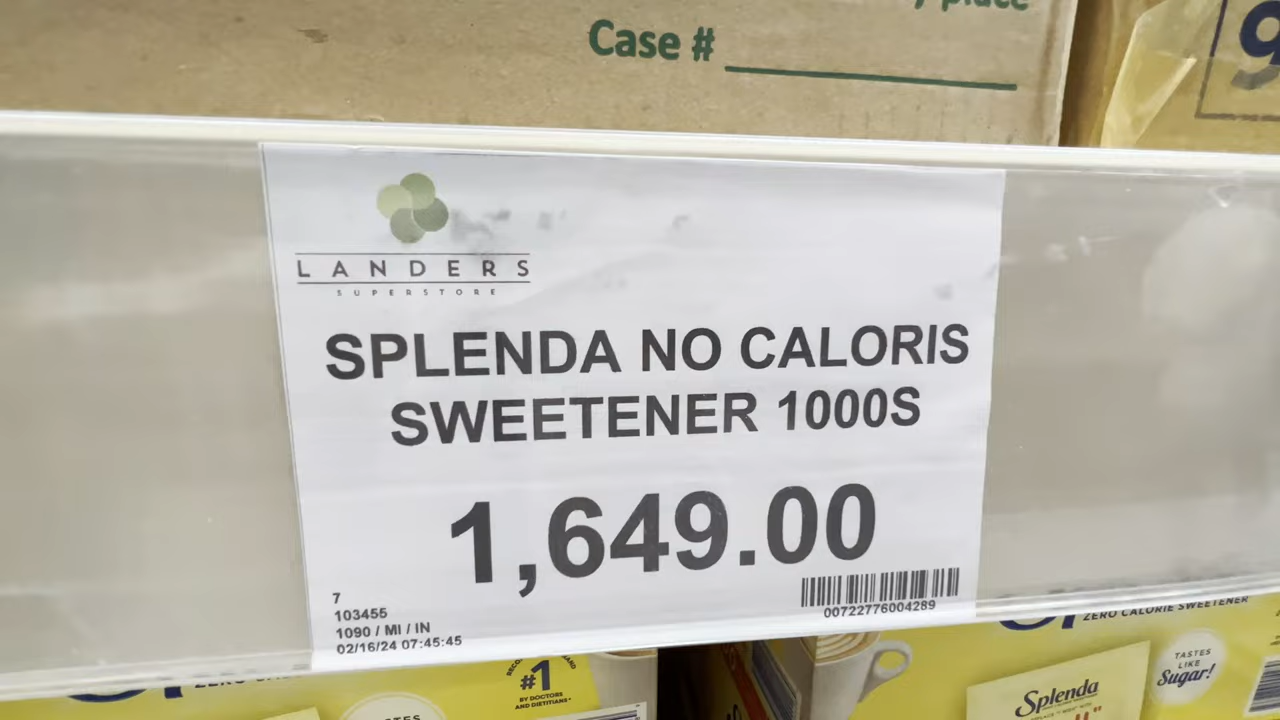 place
Case #
LANDERS
SUPERSTORE
SPLENDA NO CALORIS
SWEETENER 1000S
1,649.00
7
103455
1090 / MI / IN
02/16/24 07:45:45
00722776004289
ZERO CALORIE SWEETENER
#1
BY DOCTORS
AND DIETITIANS*
TASTES
LIKE
Sugar!
Splenda